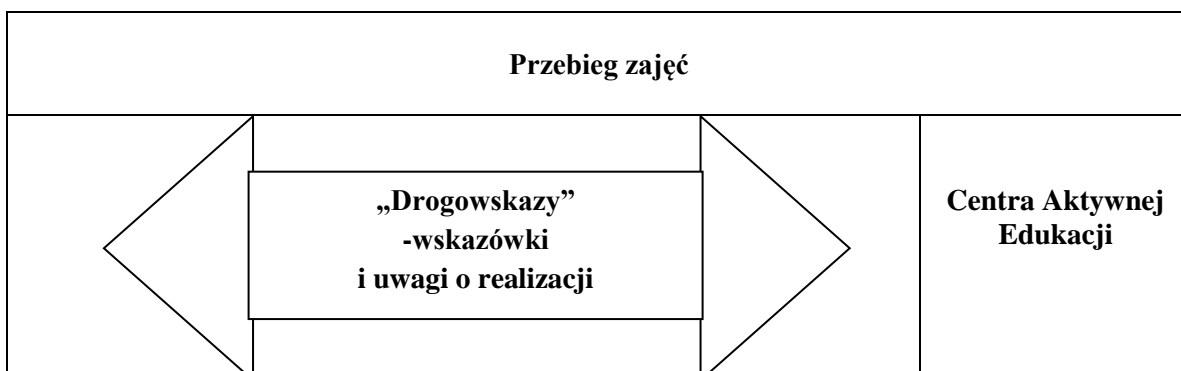 Przebieg zajęć
„Drogowskazy”
-wskazówki
i uwagi o realizacji
Centra Aktywnej
Edukacji